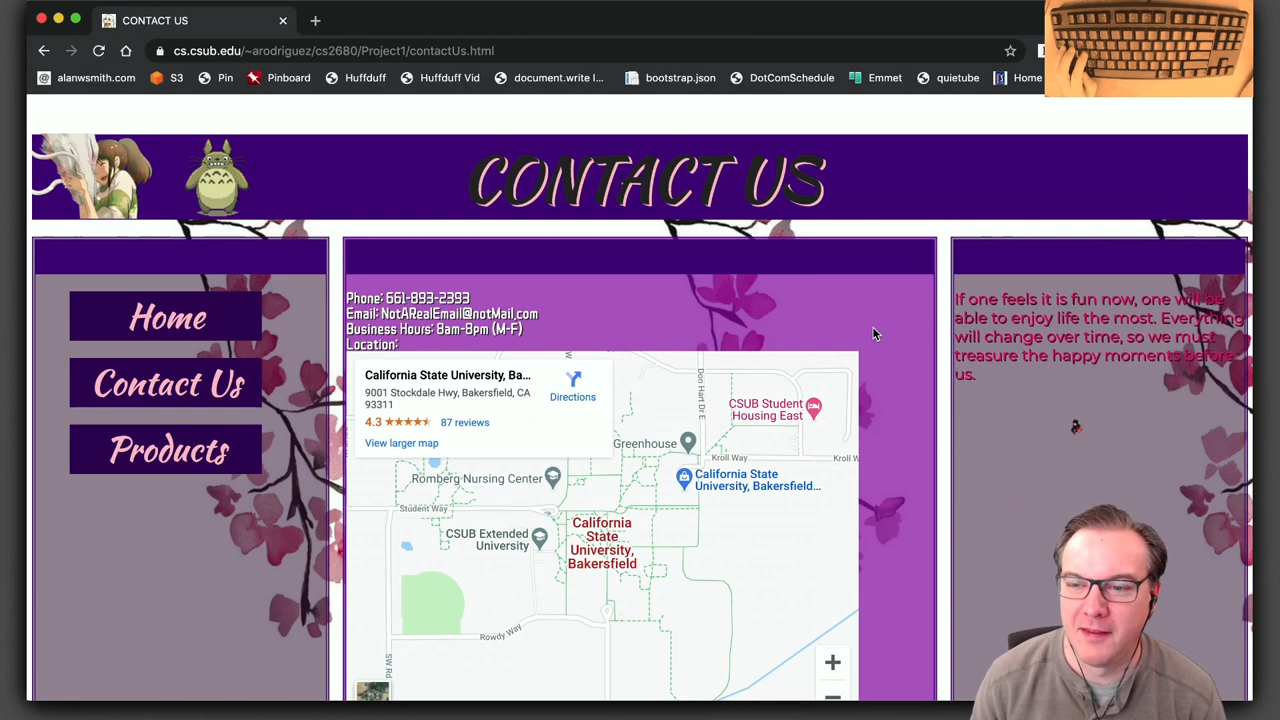 CONTACT US
cs.csub.edu/~arodriguez/cs2680/Project1/contactUs.html
alanwsmith.com
S3
Pin
Pinboard
Huffduff
Huffduff Vid
document.write I...
bootstrap.json
DotComSchedule
Emmet
quietube
Home
CONTACT US
Home
Contact Us
Products
Phone: 661-893-2393
Email: NotARealEmail@notMail.com
Business Hours: 8am-8pm (M-F)
Location:
California State University, Ba...
9001 Stockdale Hwy, Bakersfield, CA
93311
4.3
87 reviews
View larger map
Directions
Don Hart Dr E
CSUB Student
Housing East
Greenhouse
Kroll Way
Kroll W
Romberg Nursing Center
California State
University, Bakersfield...
Student Way
CSUB Extended
University
California
State
University,
Bakersfield
Rowdy Way
SW Rd
If one feels it is fun now, one will be
able to enjoy life the most. Everything
will change over time, so we must
treasure the happy moments before
us.